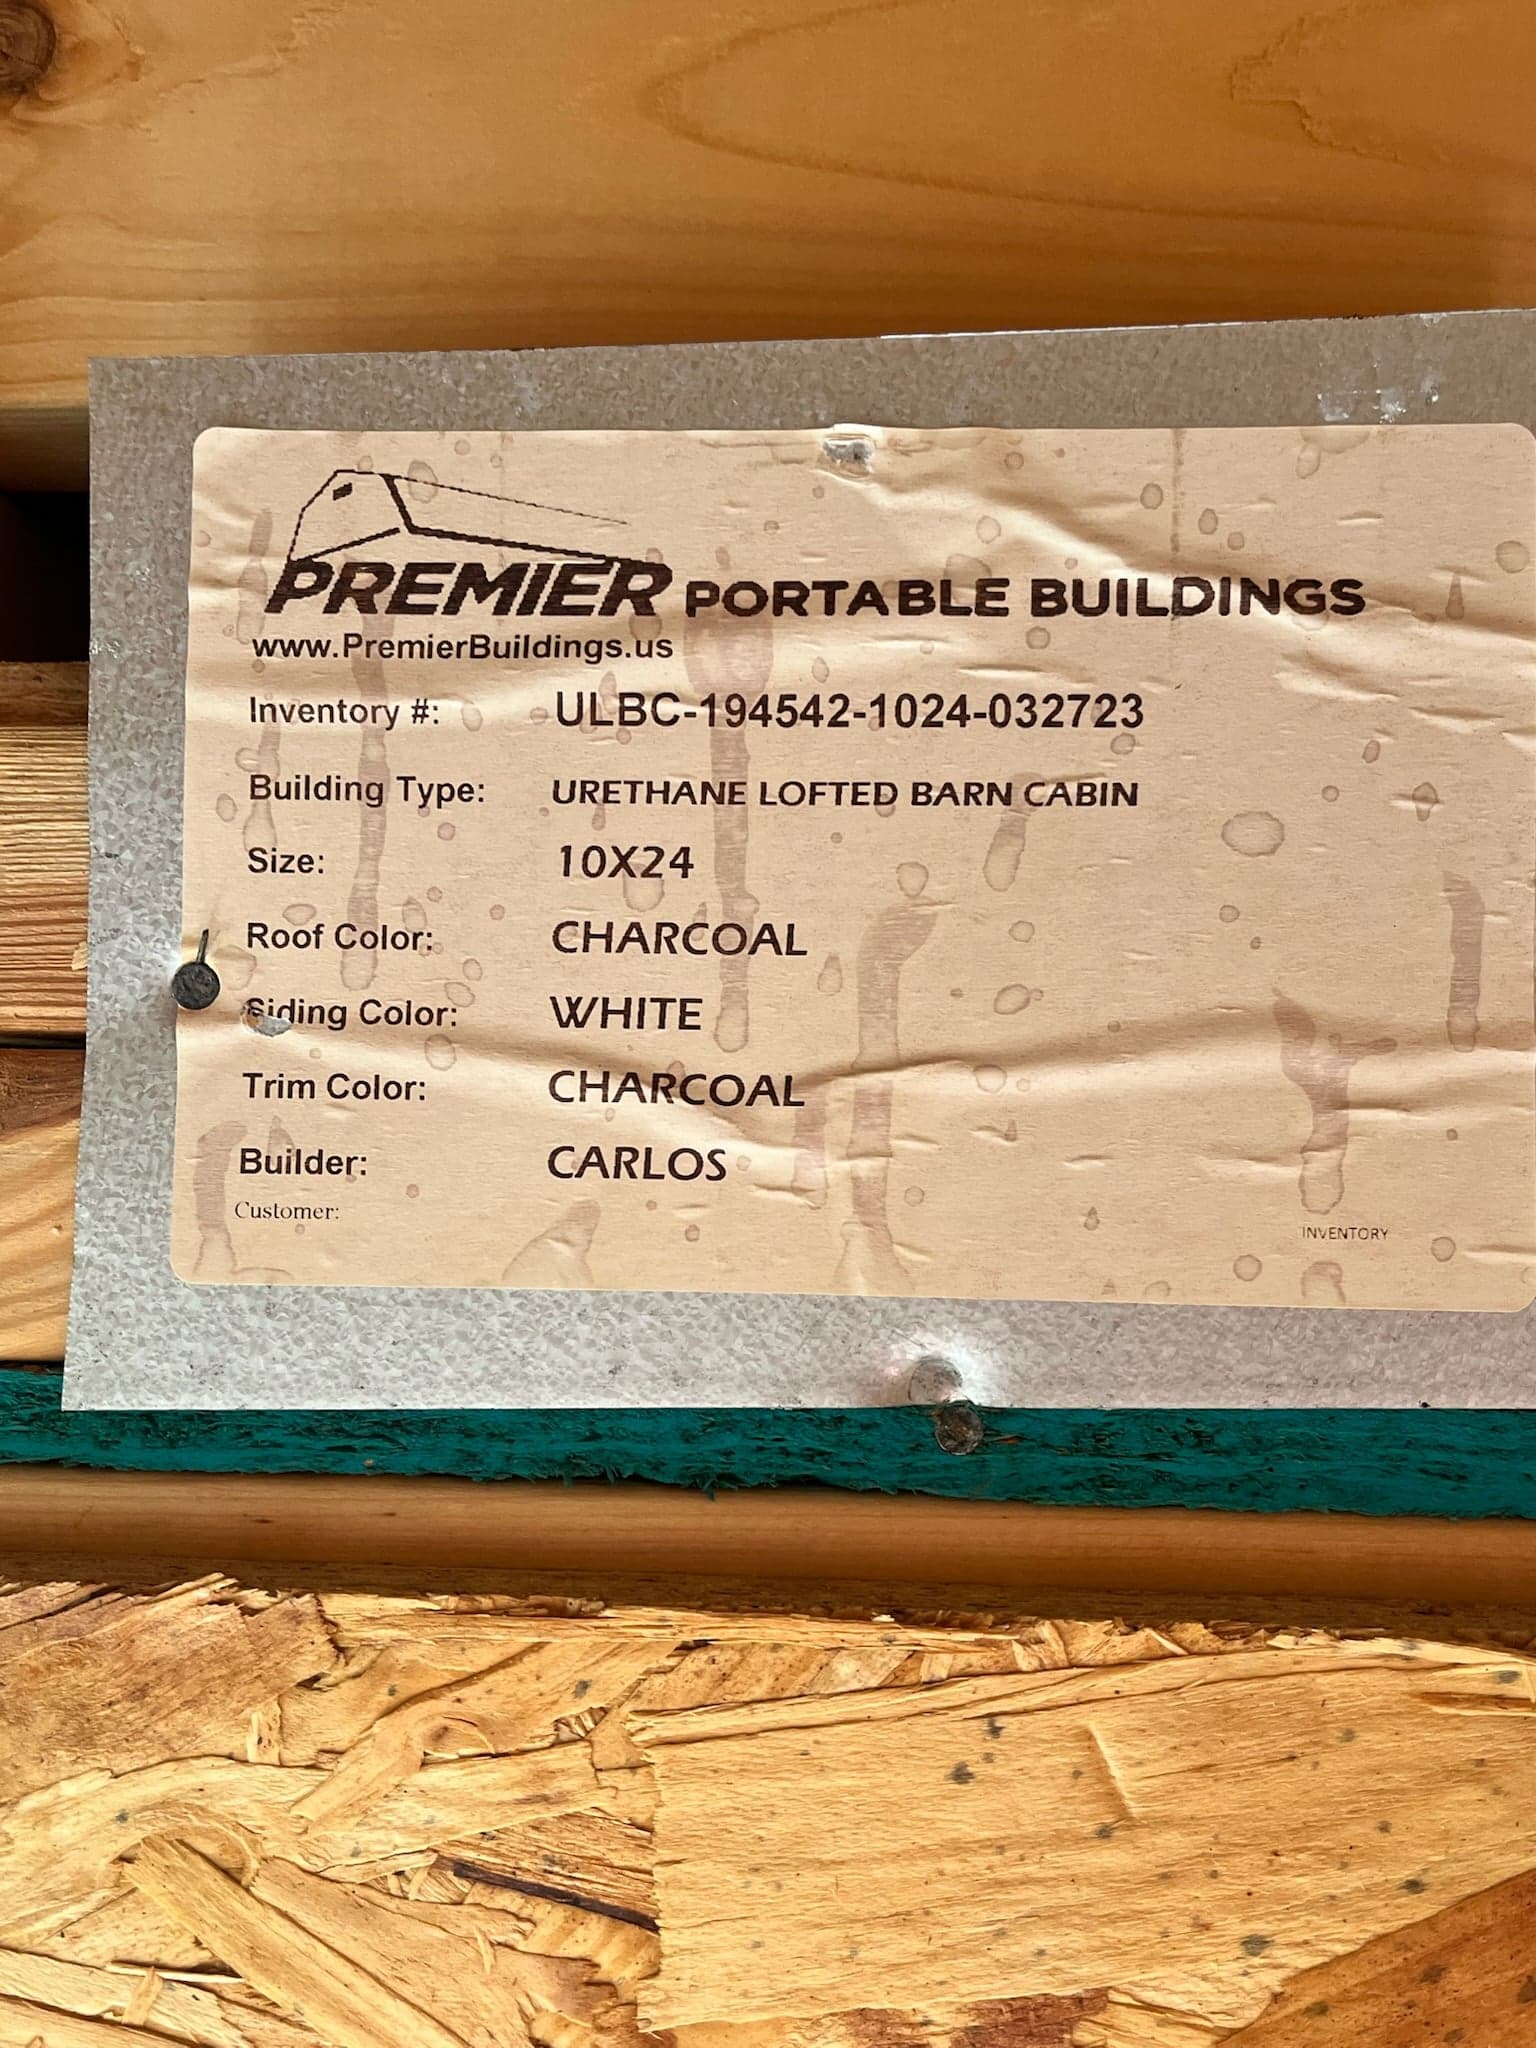 PREMIER PORTABLE BUILDINGS
www.PremierBuildings.us
Inventory #: ULBC-194542-1024-032723
Building Type: URETHANE LOFTED BARN CABIN
Size: 10X24
Roof Color: CHARCOAL
Siding Color: WHITE
Trim Color: CHARCOAL
Builder: CARLOS
Customer:
INVENTORY